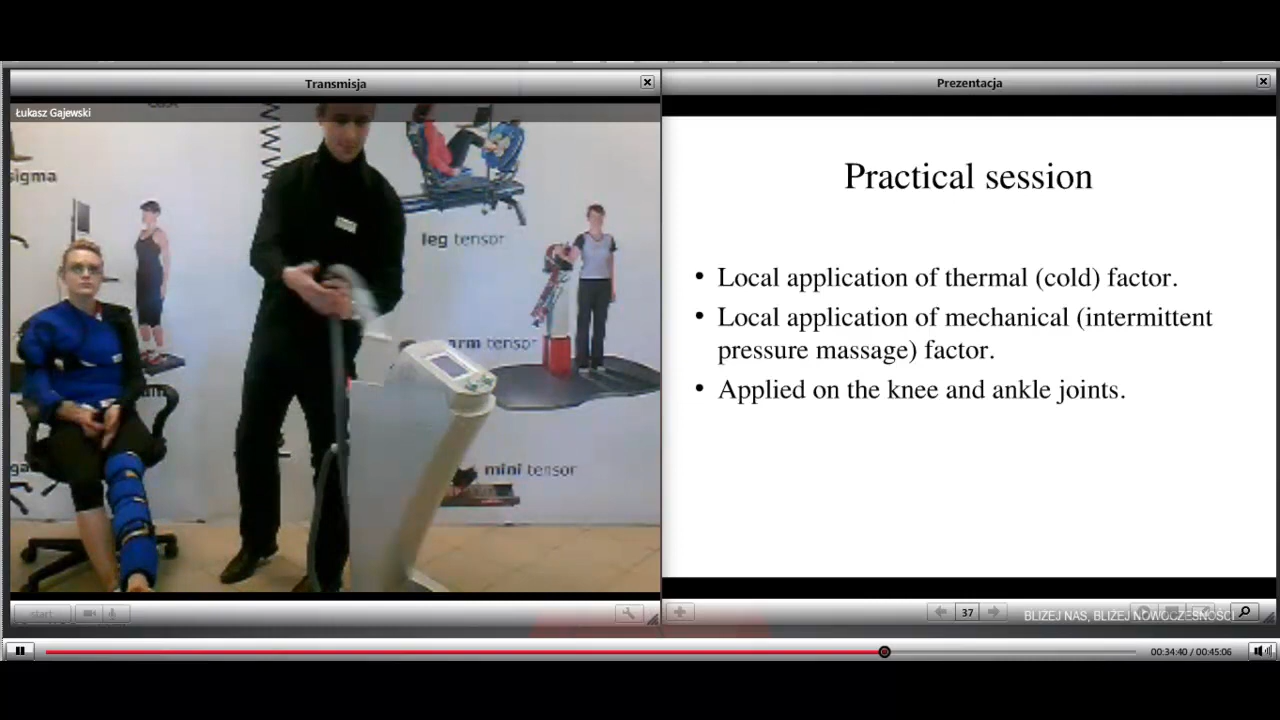 Transmisja
Łukasz Gajewski
sigma
leg tensor
arm tensor
mini tensor
Prezentacja
Practical session
• Local application of thermal (cold) factor.
• Local application of mechanical (intermittent
pressure massage) factor.
• Applied on the knee and ankle joints.
start
37
BLIŻEJ NAS, BLIŻEJ NOWOCZESNOŚCI
00:34:40 / 00:45:06